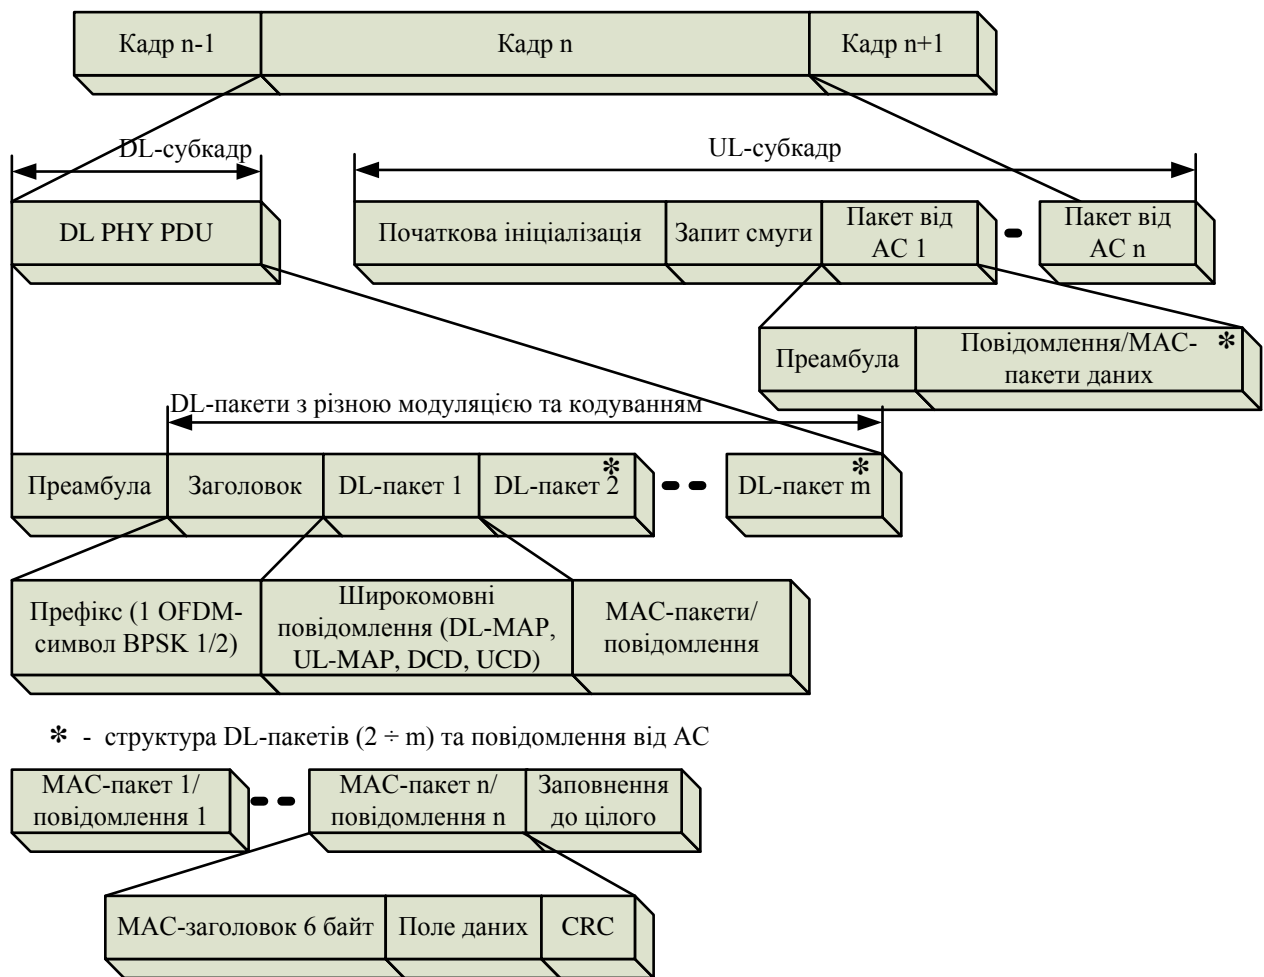 Кадр n-1
Кадр n
Кадр n+1
DL-субкадр
UL-субкадр
DL PHY PDU
Початкова ініціалізація
Запит смуги
Пакет від
АС 1
Пакет від
АС n
Преамбула
Повідомлення/МАС-
пакети даних
*
DL-пакети з різною модуляцією та кодуванням
Преамбула
Заголовок
DL-пакет 1
DL-пакет 2
*
DL-пакет m
*
Префікс (1 OFDM-
символ BPSK 1/2)
Широкомовні
повідомлення (DL-MAP,
UL-MAP, DCD, UCD)
МАС-пакети/
повідомлення
* - структура DL-пакетів (2 ÷ m) та повідомлення від АС
МАС-пакет 1/
повідомлення 1
МАС-пакет n/
повідомлення n
Заповнення
до цілого
МАС-заголовок 6 байт
Поле даних
CRC